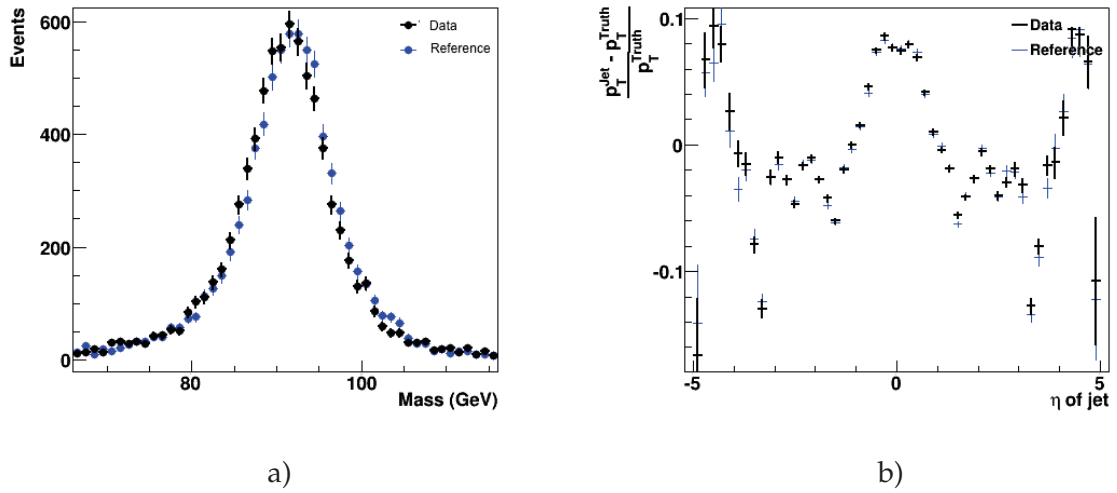 Events
600
400
200
0
80
100
Mass (GeV)
Data
Reference
a)
p_T^Jet - p_T^Truth
p_T^Truth
0.1
0
-0.1
-5
0
5
η of jet
Data
Reference
b)